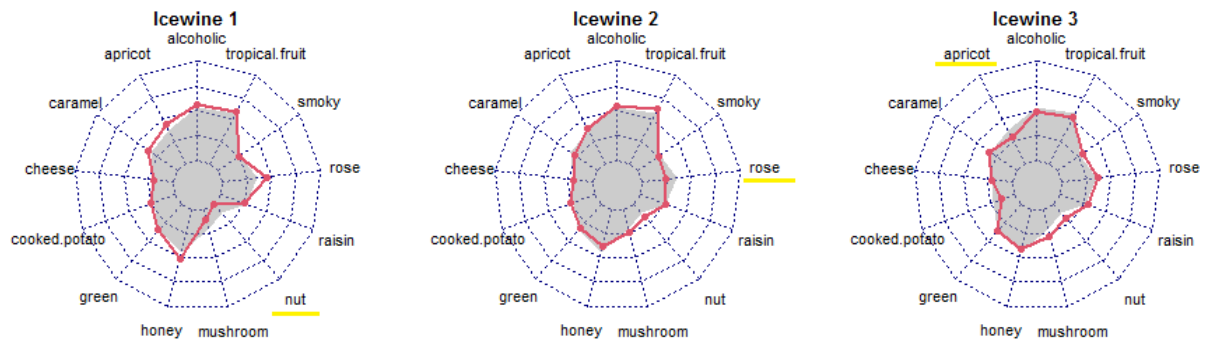 Icewine 1
alcoholic
apricot
tropical.fruit
caramel
smoky
cheese
rose
cooked.potato
raisin
green
nut
honey
mushroom
Icewine 2
alcoholic
apricot
tropical.fruit
caramel
smoky
cheese
rose
cooked.potato
raisin
green
nut
honey
mushroom
Icewine 3
alcoholic
apricot
tropical.fruit
caramel
smoky
cheese
rose
cooked.potato
raisin
green
nut
honey
mushroom